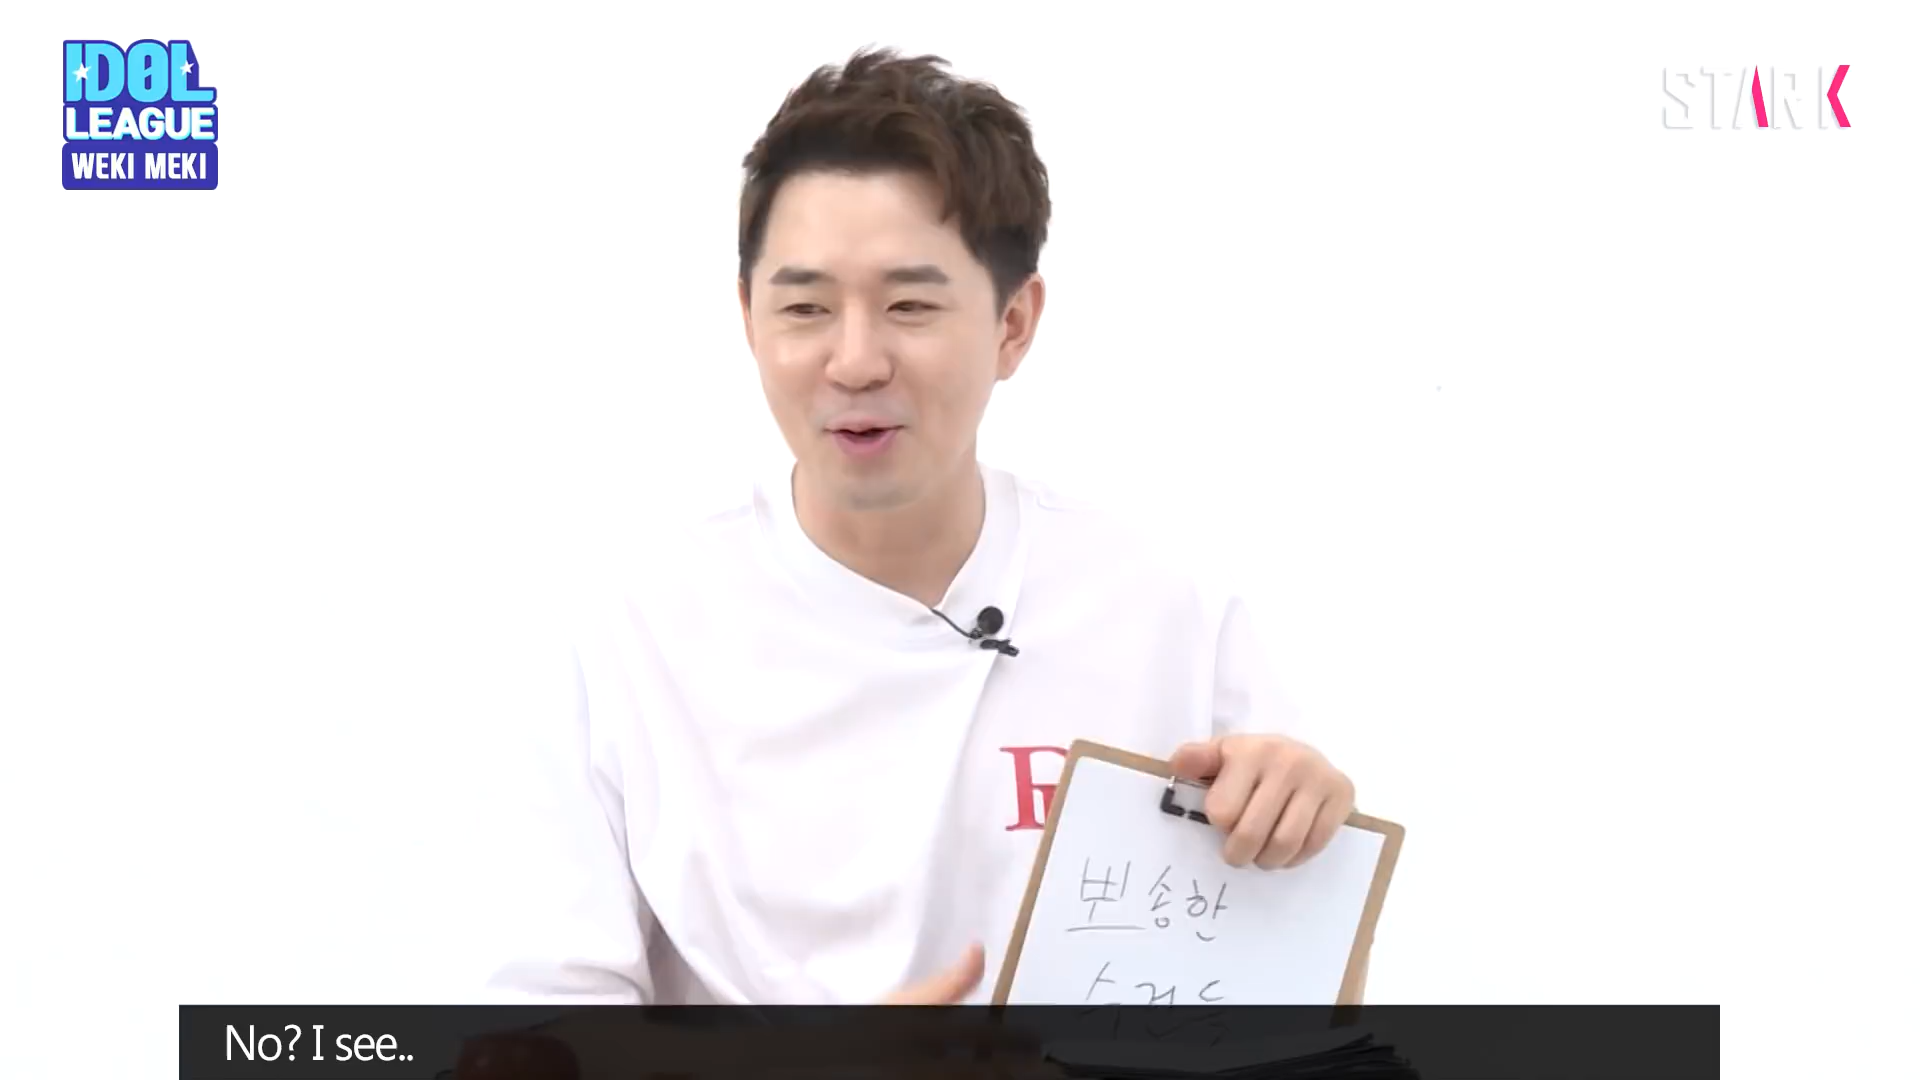 IDOL
LEAGUE
WEKI MEKI
STAR K
뽀송한
No? I see..